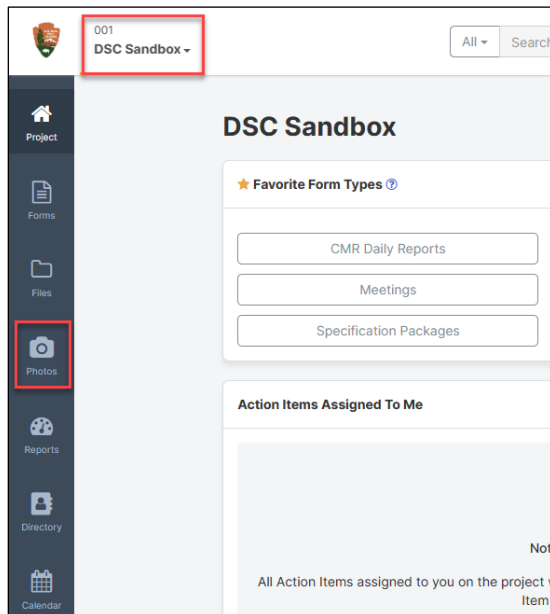 001
DSC Sandbox
All
Search
Project
Forms
Files
Photos
Reports
Directory
Calendar
DSC Sandbox
Favorite Form Types
CMR Daily Reports
Meetings
Specification Packages
Action Items Assigned To Me
Not
All Action Items assigned to you on the project
Item